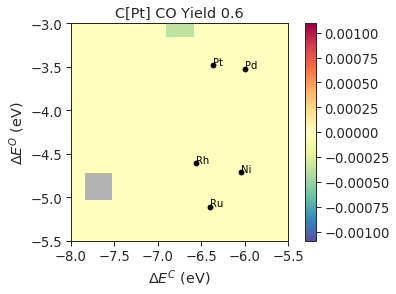 C[Pt] CO Yield 0.6
−3.0
−3.5
−4.0
−4.5
−5.0
−5.5
ΔE^O (eV)
Pt
Pd
Rh
Ni
Ru
−8.0 −7.5 −7.0 −6.5 −6.0 −5.5
ΔE^C (eV)
0.00100
0.00075
0.00050
0.00025
0.00000
−0.00025
−0.00050
−0.00075
−0.00100